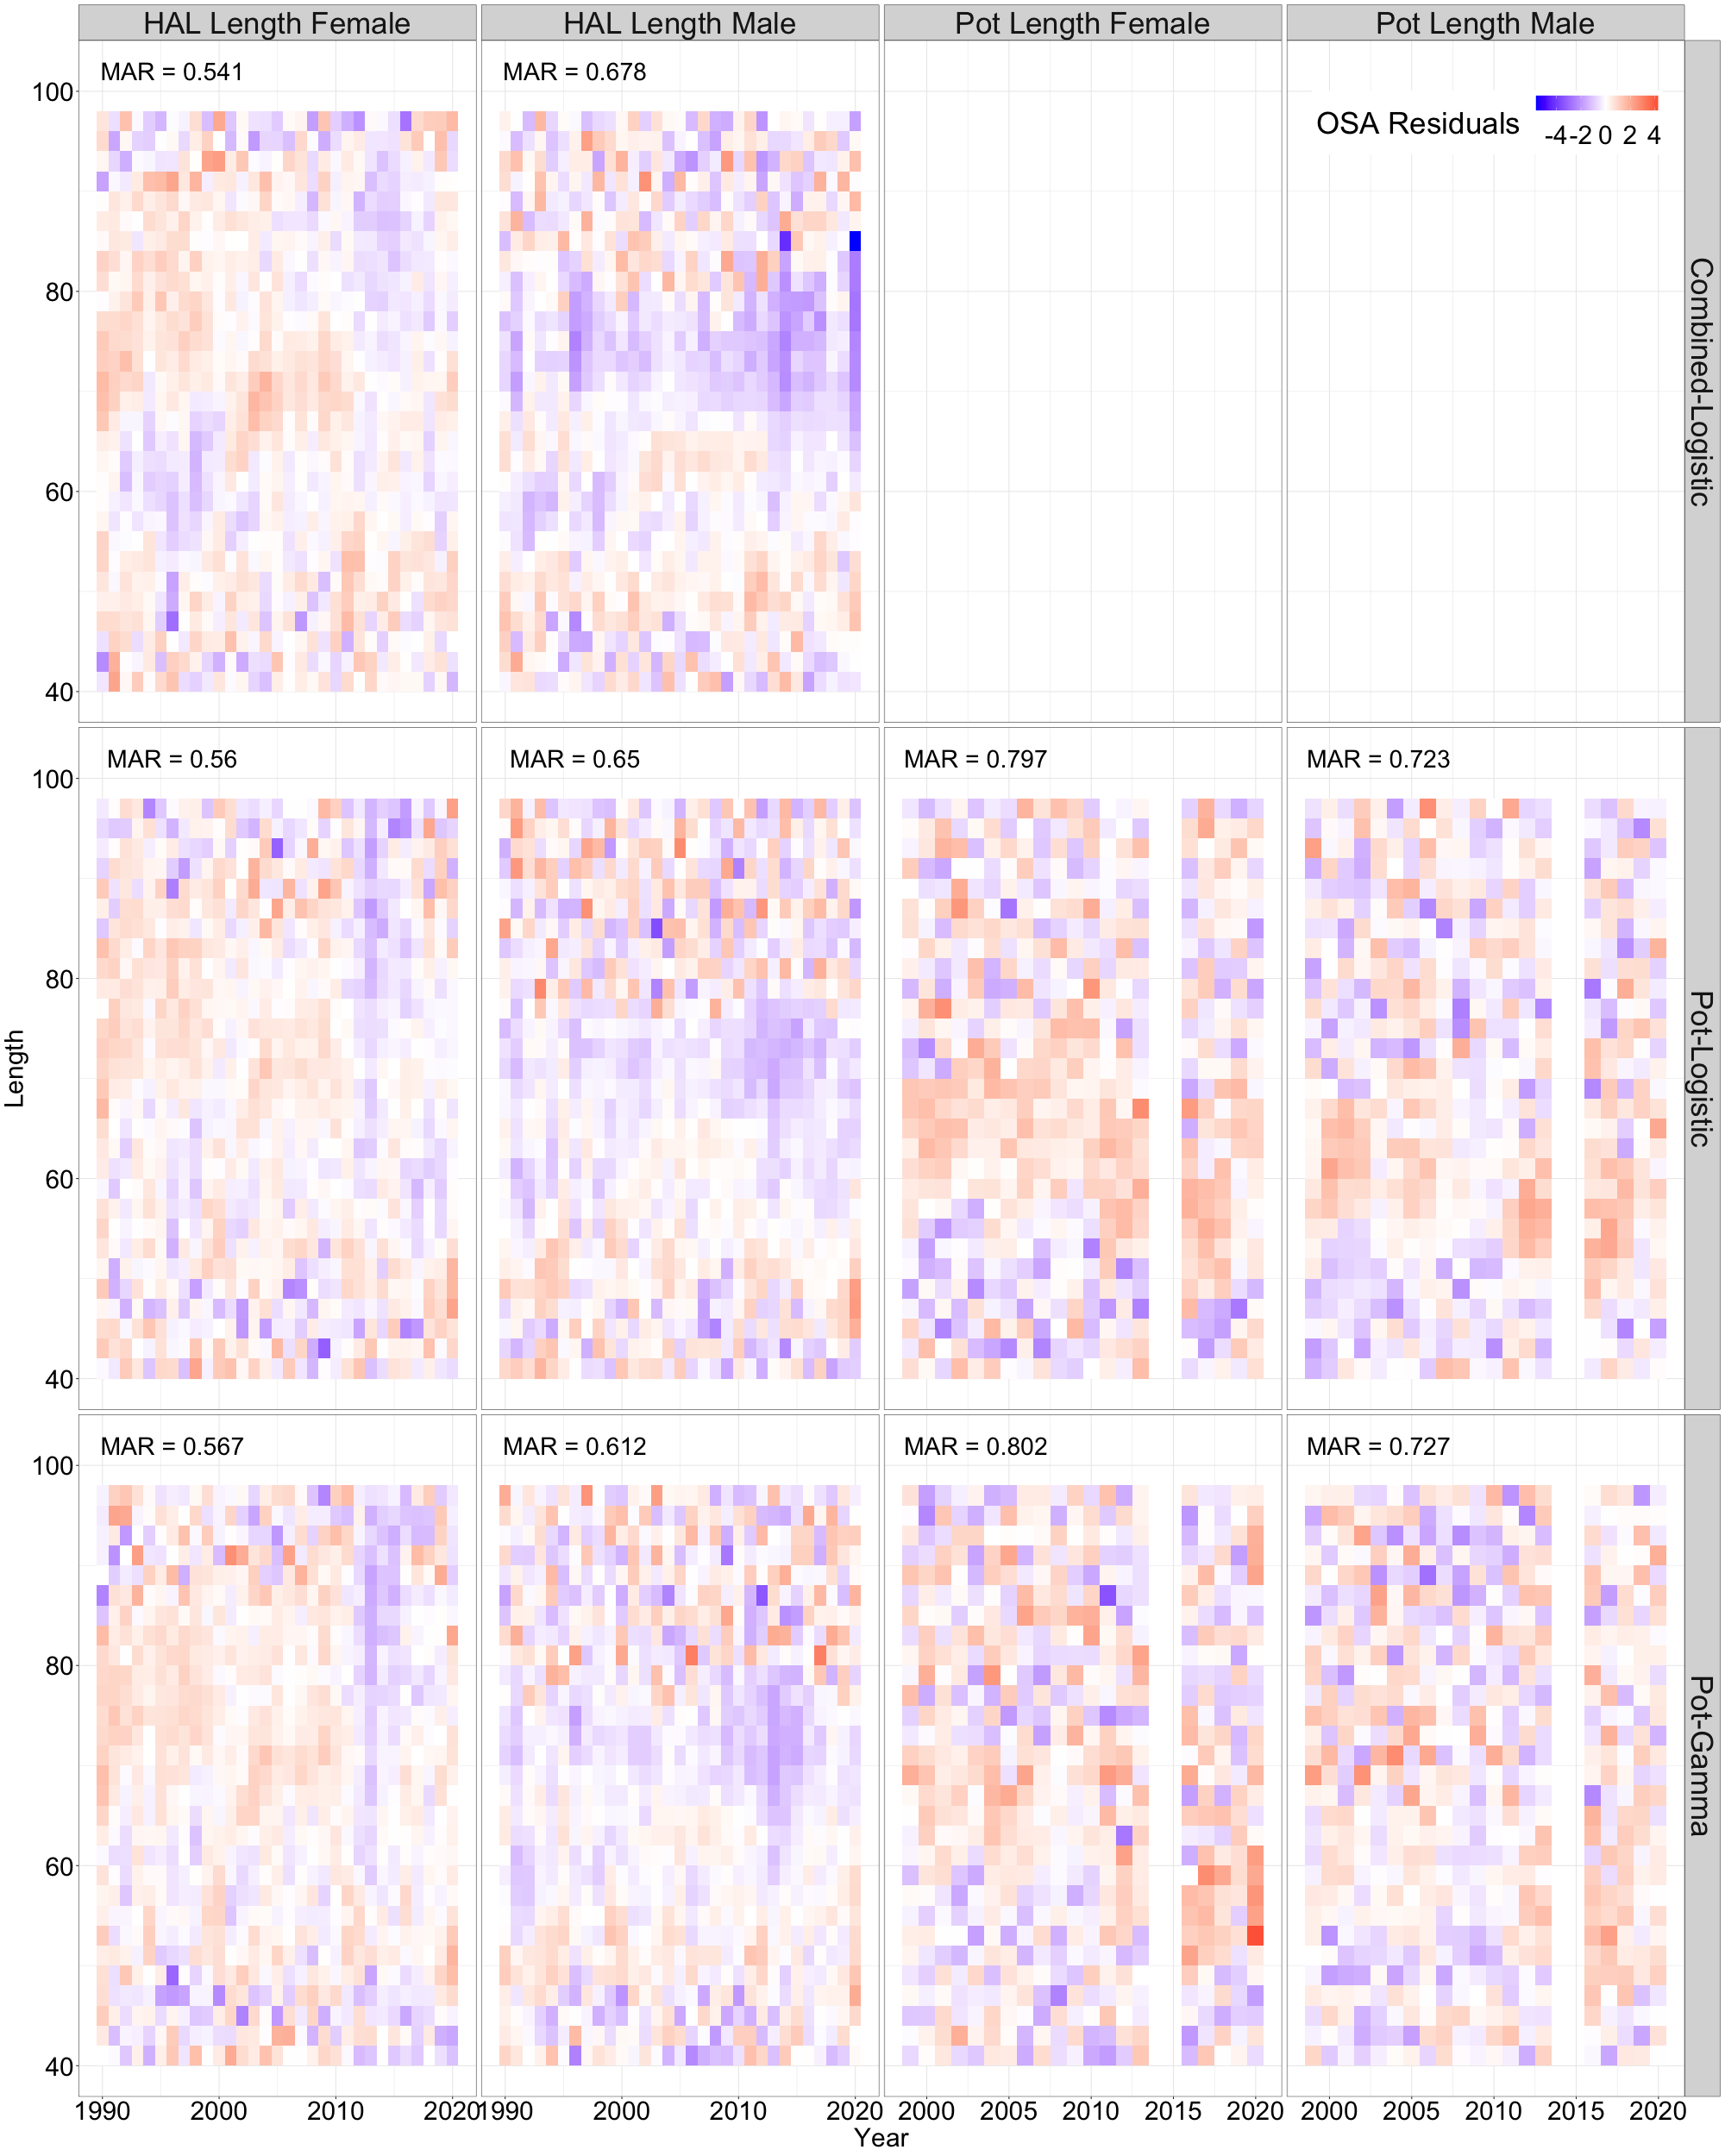 HAL Length Female HAL Length Male Pot Length Female Pot Length Male
MAR = 0.541 MAR = 0.678
OSA Residuals
-4 -2 0 2 4
100
80
60
40
Combined-Logistic
MAR = 0.56 MAR = 0.65 MAR = 0.797 MAR = 0.723
100
80
60
40
Pot-Logistic
Length
MAR = 0.567 MAR = 0.612 MAR = 0.802 MAR = 0.727
100
80
60
40
Pot-Gamma
1990 2000 2010 2020 1990 2000 2010 2020 2000 2005 2010 2015 2020 2000 2005 2010 2015 2020
Year